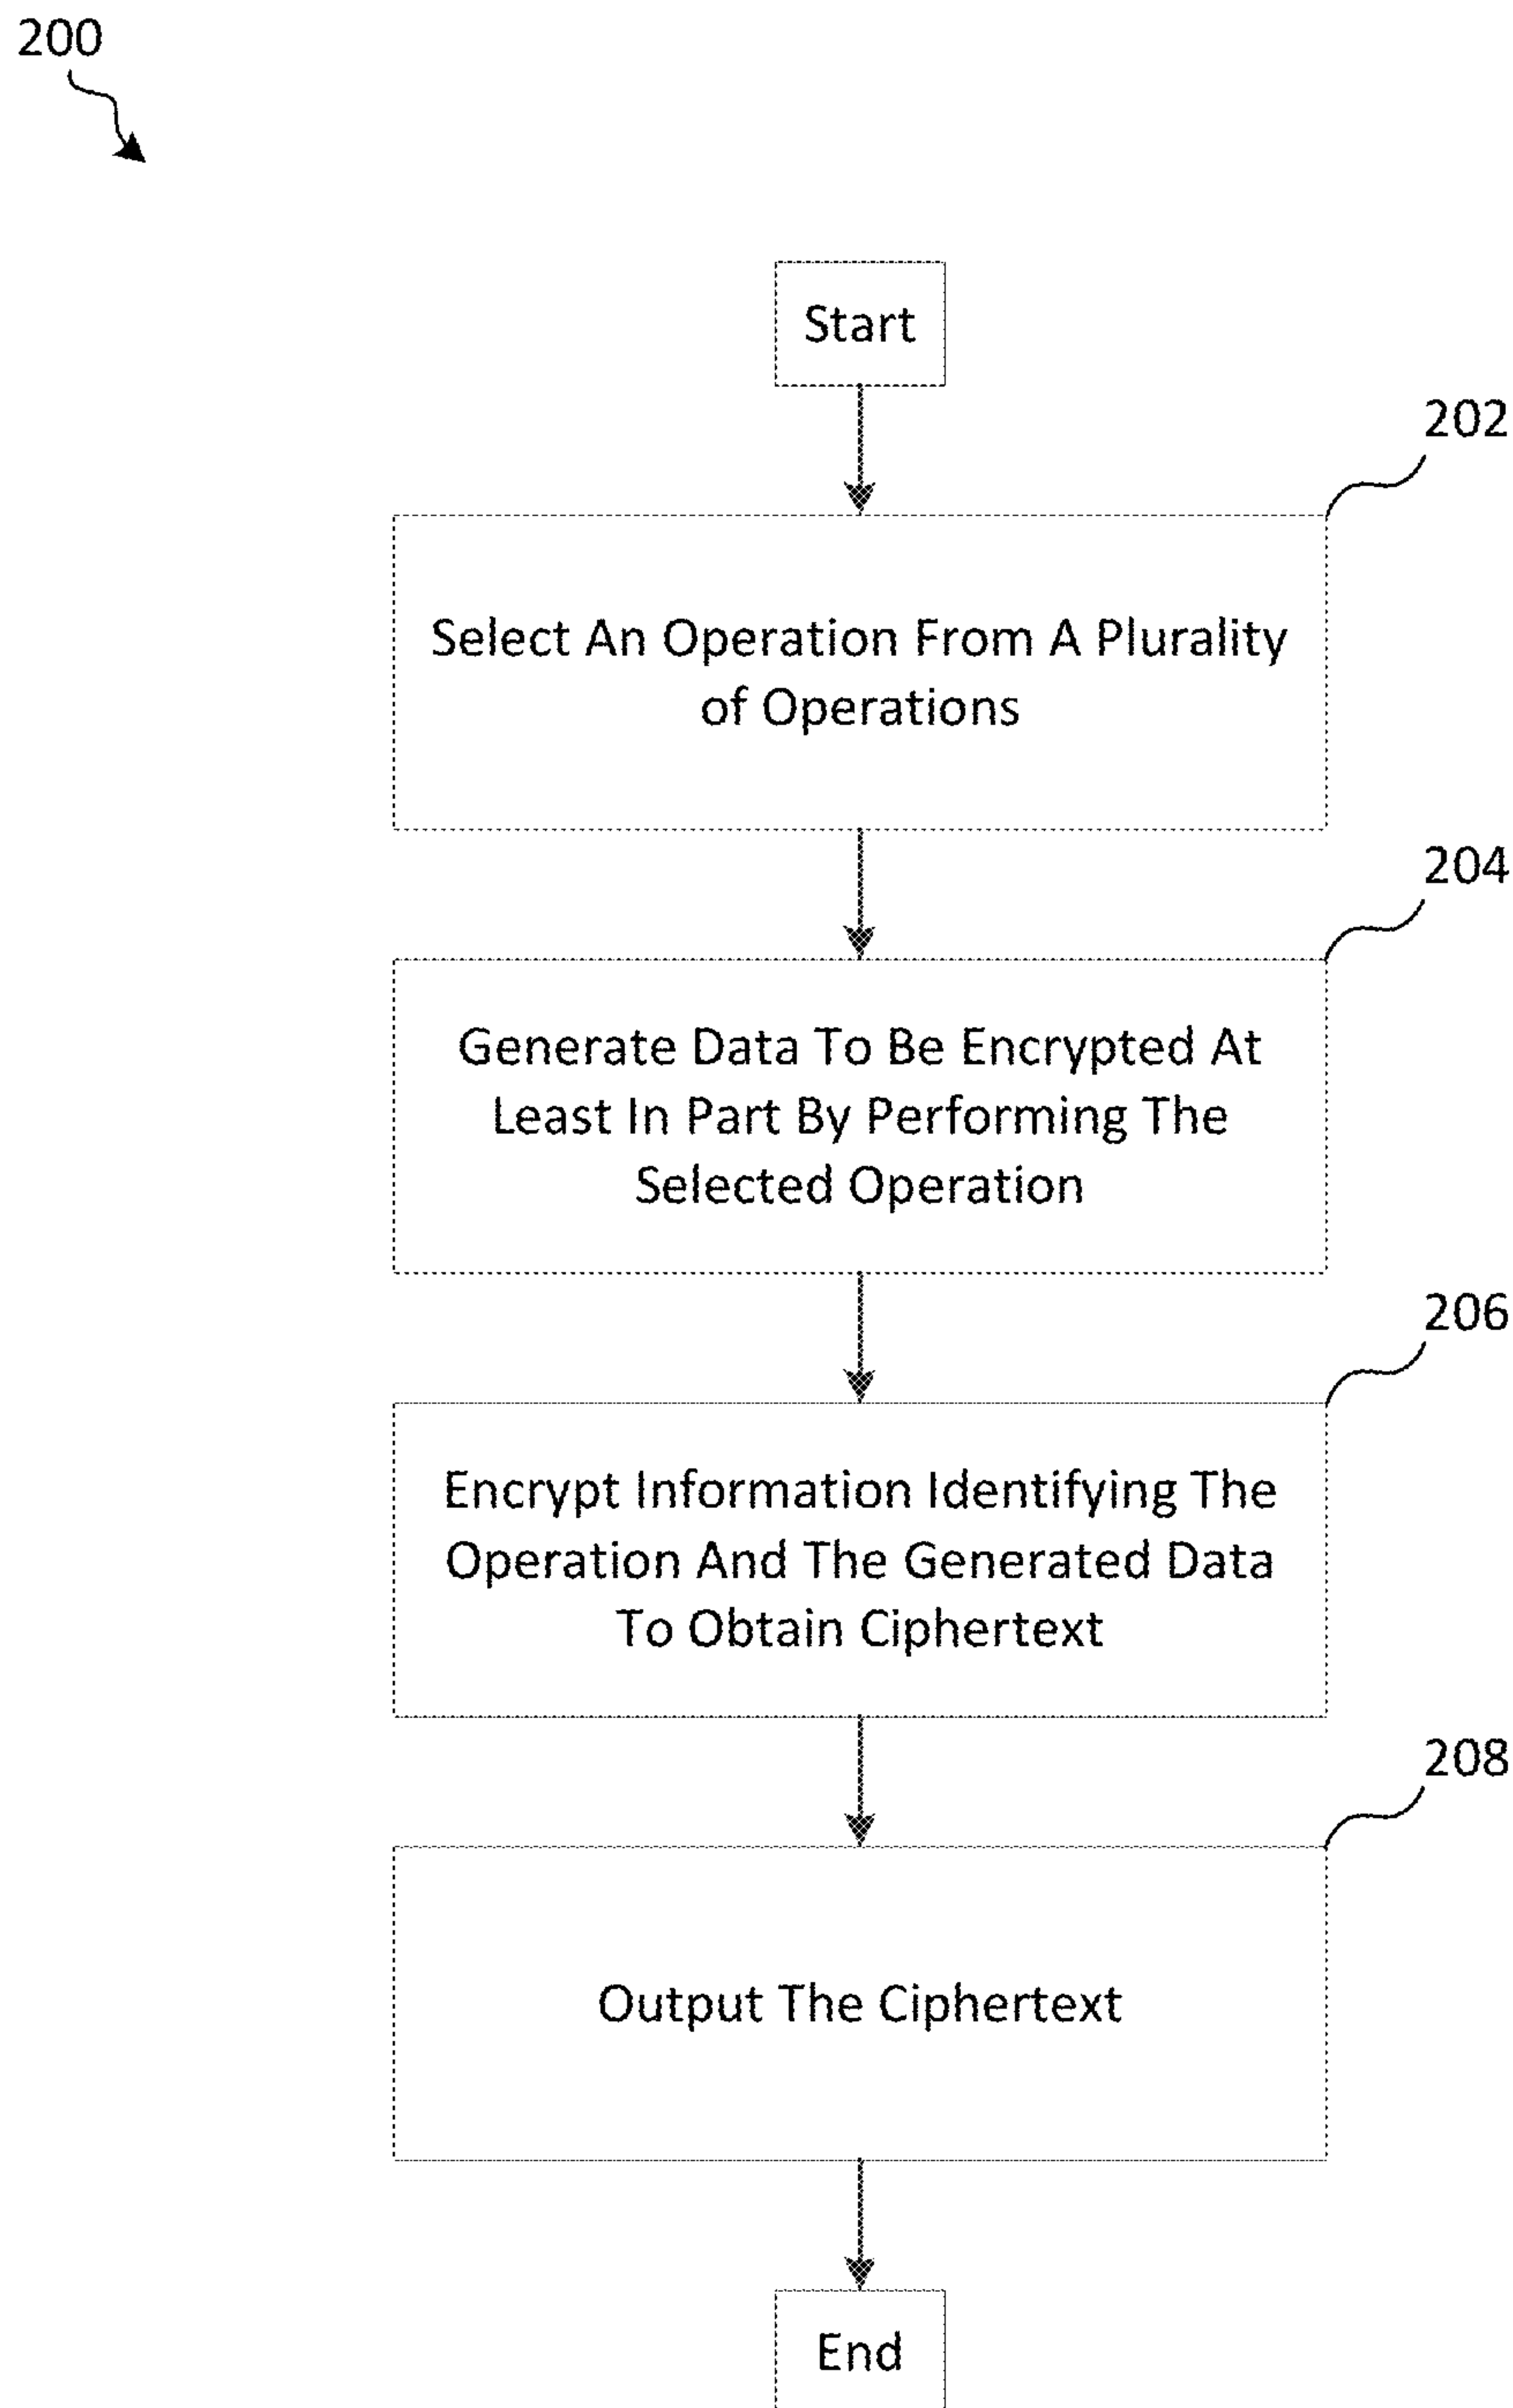 200
Start
202
Select An Operation From A Plurality
of Operations
204
Generate Data To Be Encrypted At
Least In Part By Performing The
Selected Operation
206
Encrypt Information Identifying The
Operation And The Generated Data
To Obtain Ciphertext
208
Output The Ciphertext
End